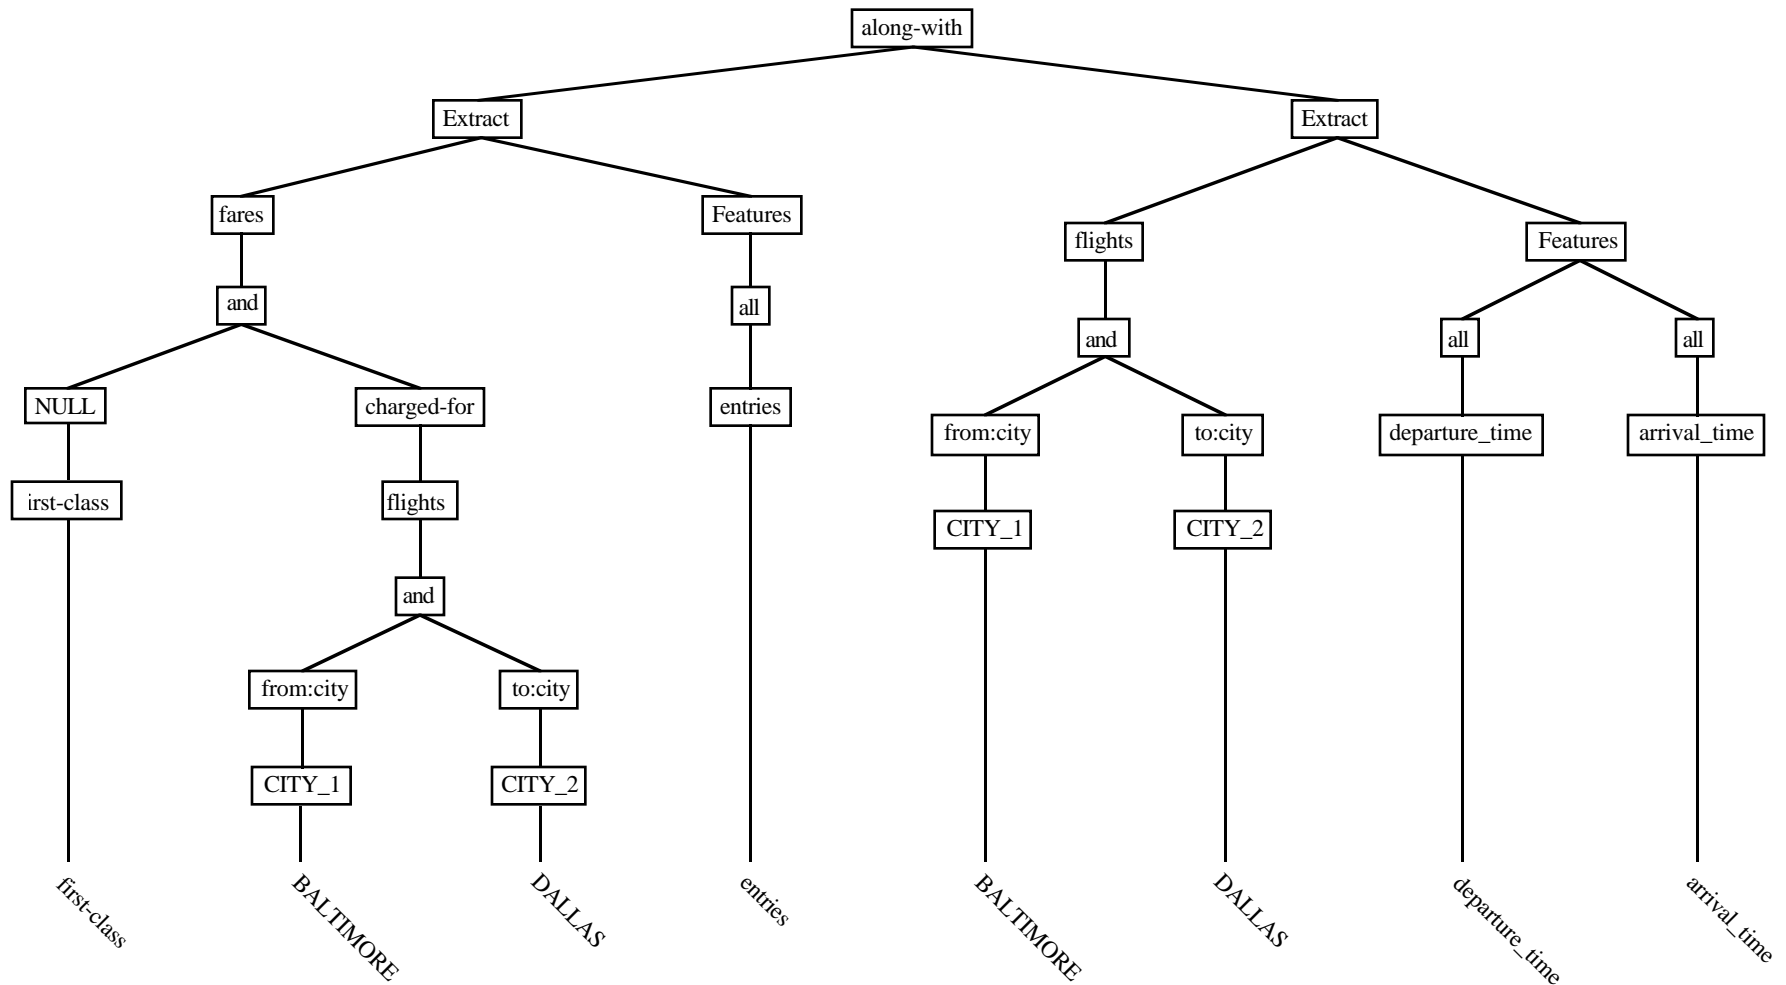 along-with
Extract
Extract
fares
Features
flights
Features
and
all
and
all
all
NULL
charged-for
entries
from:city
to:city
departure_time
arrival_time
irst-class
flights
CITY_1
CITY_2
and
from:city
to:city
CITY_1
CITY_2
first-class
BALTIMORE
DALLAS
entries
BALTIMORE
DALLAS
departure_time
arrival_time